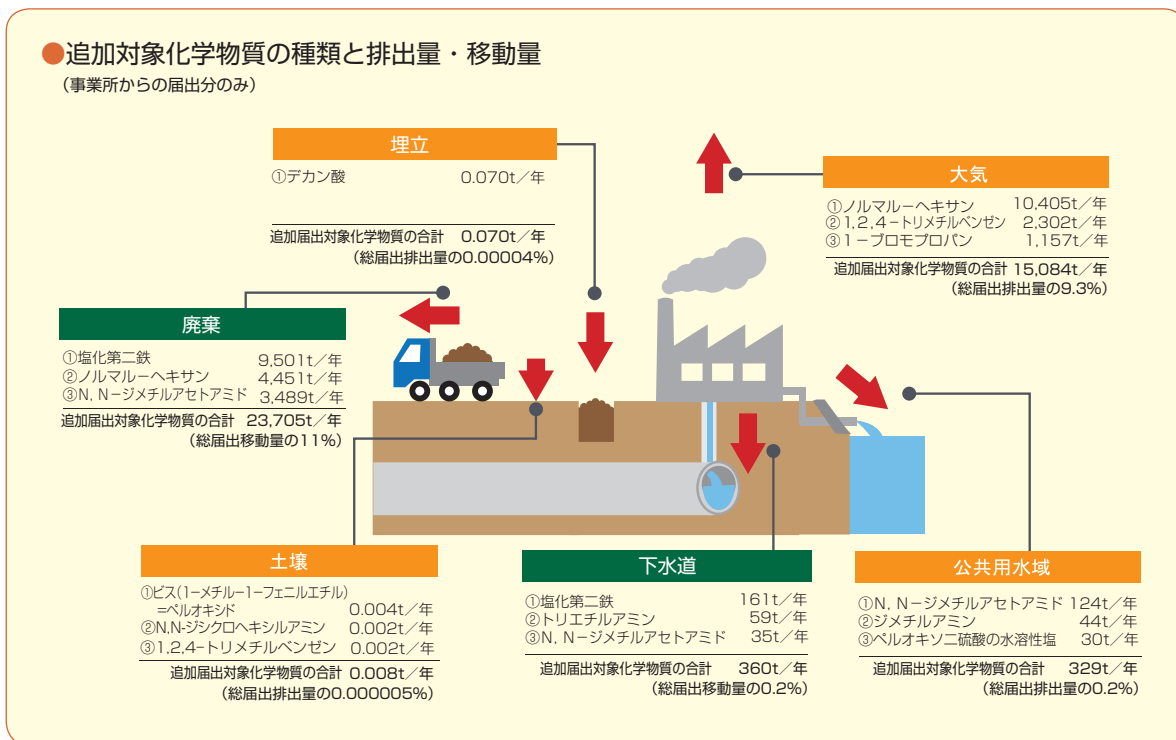 ●追加対象化学物質の種類と排出量・移動量
(事業所からの届出分のみ)
埋立
①デカン酸 0.070t/年
追加届出対象化学物質の合計 0.070t/年
(総届出排出量の0.00004%)
大気
①ノルマルーヘキサン 10,405t/年
②1,2,4-トリメチルベンゼン 2,302t/年
③1-ブロモプロパン 1,157t/年
追加届出対象化学物質の合計 15,084t/年
(総届出排出量の9.3%)
廃棄
①塩化第二鉄 9,501t/年
②ノルマルーヘキサン 4,451t/年
③N, N-ジメチルアセトアミド 3,489t/年
追加届出対象化学物質の合計 23,705t/年
(総届出移動量の11%)
土壌
①ビス(1-メチル-1-フェニルエチル)
=ペルオキシド 0.004t/年
②N,N-ジシクロヘキシルアミン 0.002t/年
③1,2,4-トリメチルベンゼン 0.002t/年
追加届出対象化学物質の合計 0.008t/年
(総届出排出量の0.000005%)
下水道
①塩化第二鉄 161t/年
②トリエチルアミン 59t/年
③N, N-ジメチルアセトアミド 35t/年
追加届出対象化学物質の合計 360t/年
(総届出移動量の0.2%)
公共用水域
①N, N-ジメチルアセトアミド 124t/年
②ジメチルアミン 44t/年
③ペルオキソ二硫酸の水溶性塩 30t/年
追加届出対象化学物質の合計 329t/年
(総届出排出量の0.2%)